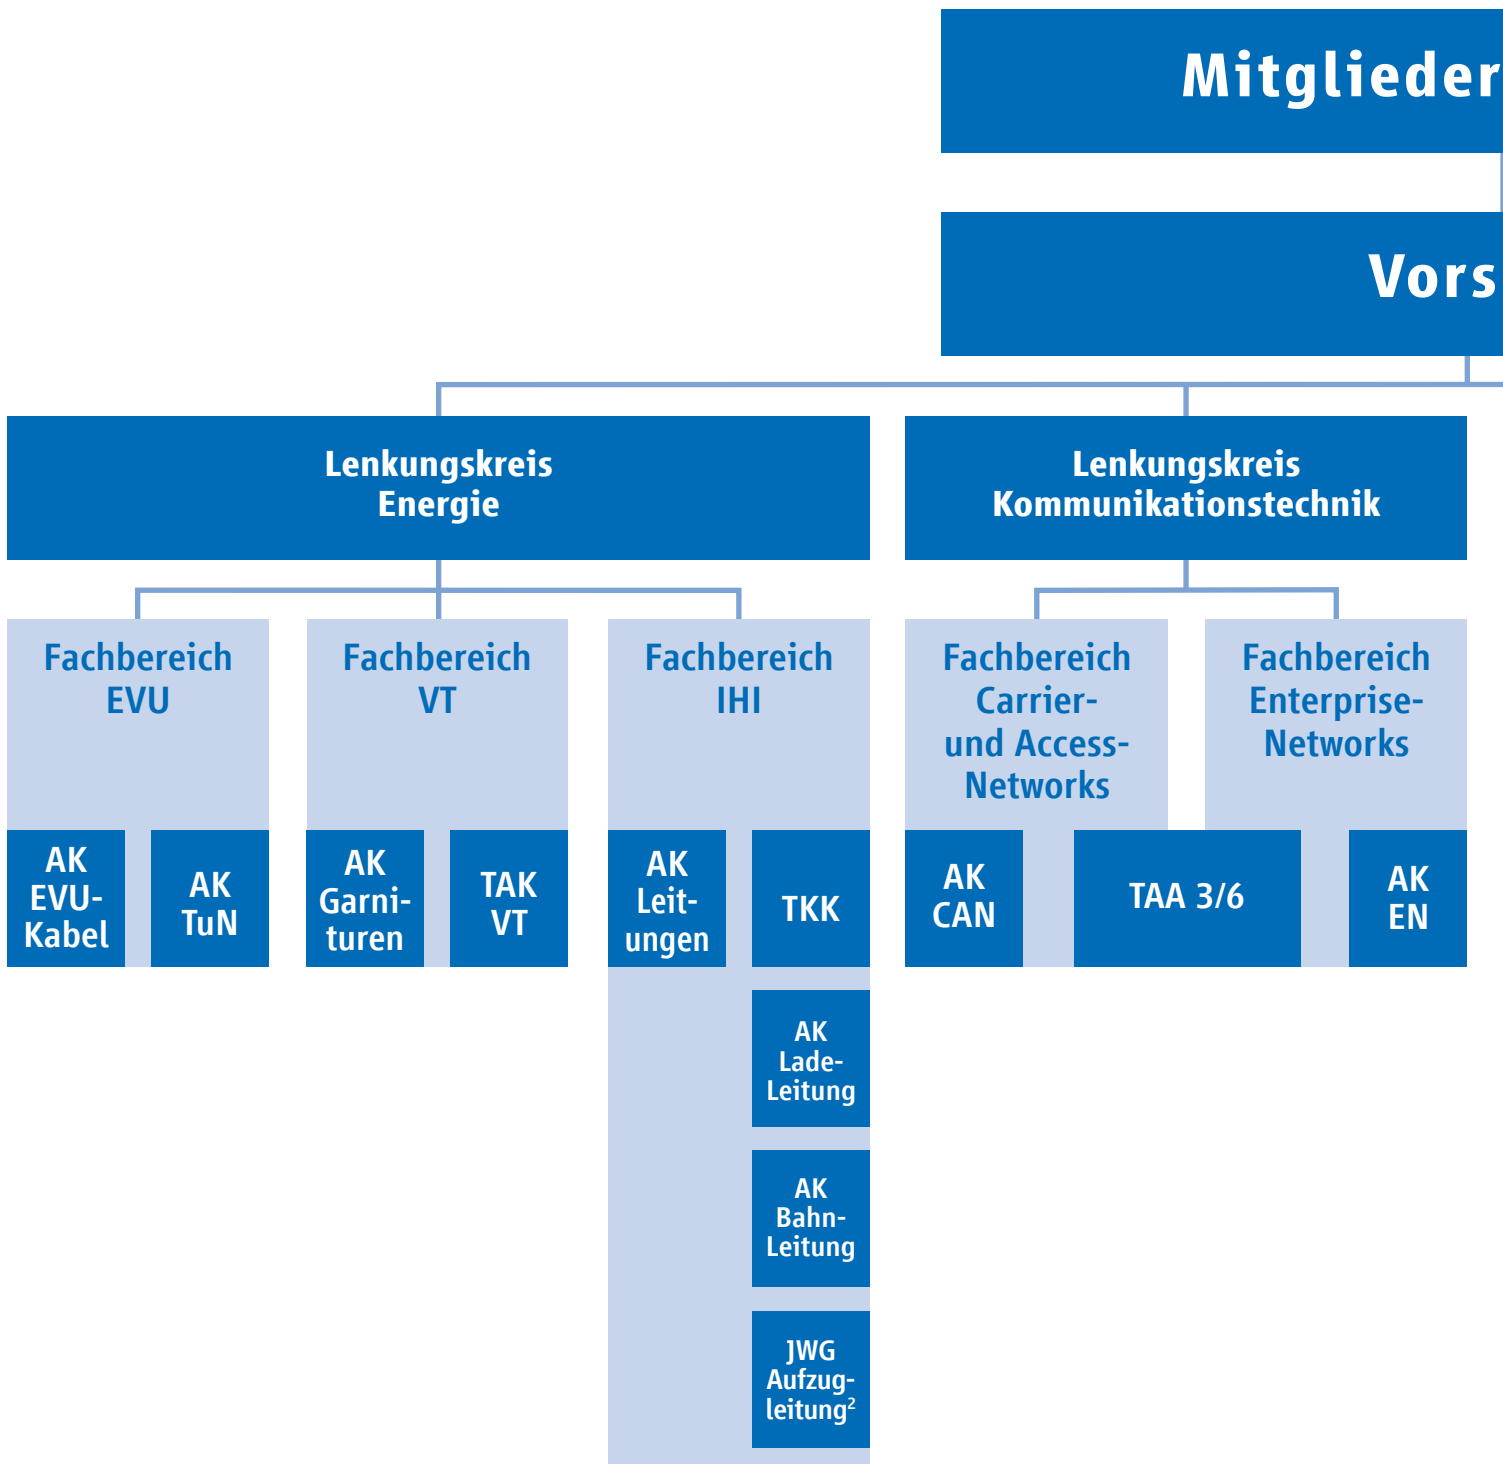 Mitglieder
Vors
Lenkungskreis
Energie
Lenkungskreis
Kommunikationstechnik
Fachbereich
EVU
Fachbereich
VT
Fachbereich
IHI
Fachbereich
Carrier-
und Access-
Networks
Fachbereich
Enterprise-
Networks
AK
EVU-
Kabel
AK
TuN
AK
Garni-
turen
TAK
VT
AK
Leit-
ungen
TKK
AK
CAN
TAA 3/6
AK
EN
AK
Lade-
Leitung
AK
Bahn-
Leitung
JWG
Aufzug-
leitung²